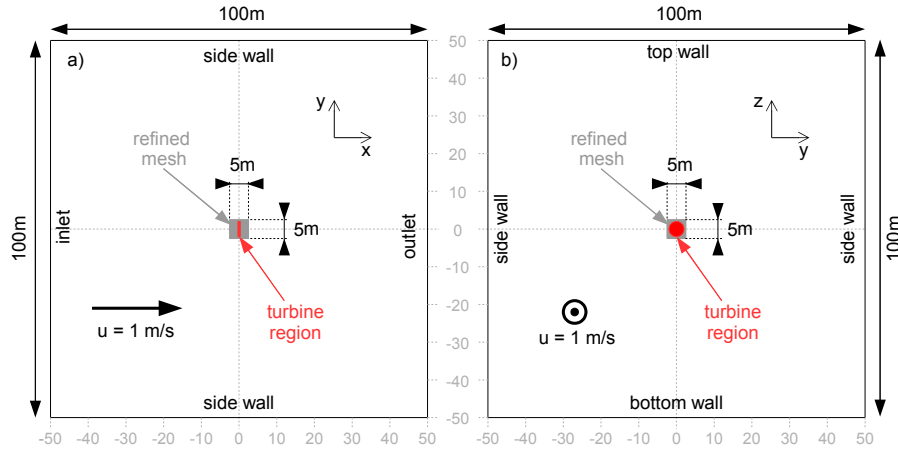 100m
100m
a)
side wall
y
x
refined
mesh
5m
5m
inlet
outlet
100m
turbine
region
u = 1 m/s
side wall
-50 -40 -30 -20 -10 0 10 20 30 40 50
50
40
30
20
10
0
-10
-20
-30
-40
-50
b)
top wall
z
y
refined
mesh
5m
5m
side wall
side wall
100m
turbine
region
u = 1 m/s
bottom wall
-50 -40 -30 -20 -10 0 10 20 30 40 50